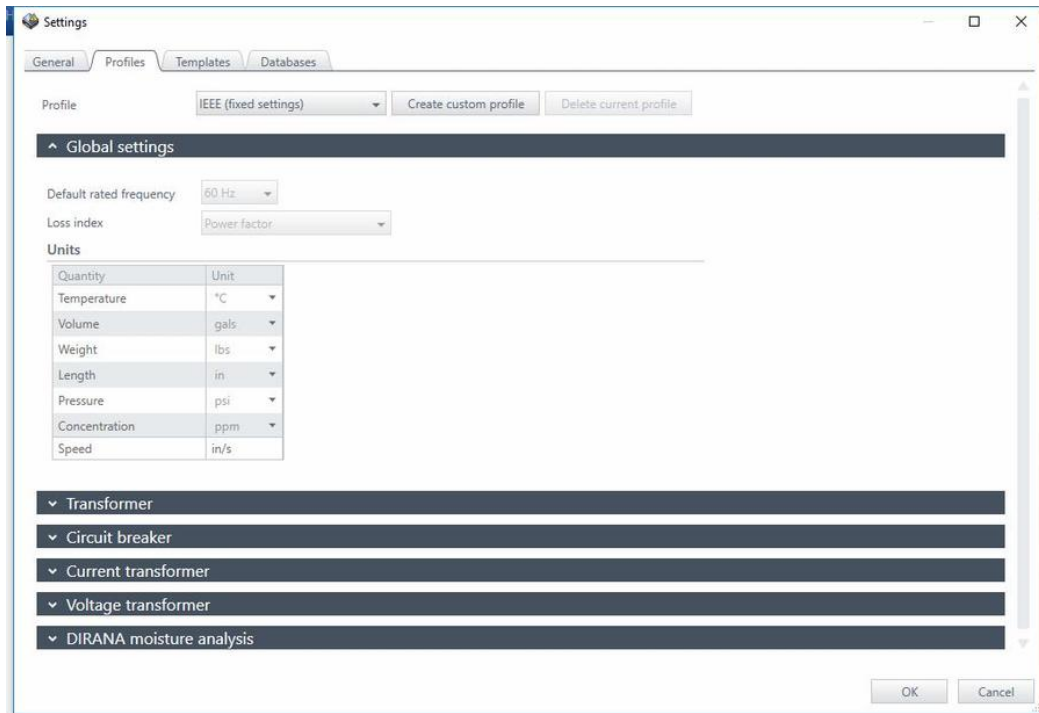 Settings
General Profiles Templates Databases
Profile IEEE (fixed settings) Create custom profile Delete current profile
Global settings
Default rated frequency 60 Hz
Loss index Power factor
Units
Quantity Unit
Temperature °C
Volume gals
Weight lbs
Length in
Pressure psi
Concentration ppm
Speed in/s
Transformer
Circuit breaker
Current transformer
Voltage transformer
DIRANA moisture analysis
OK Cancel